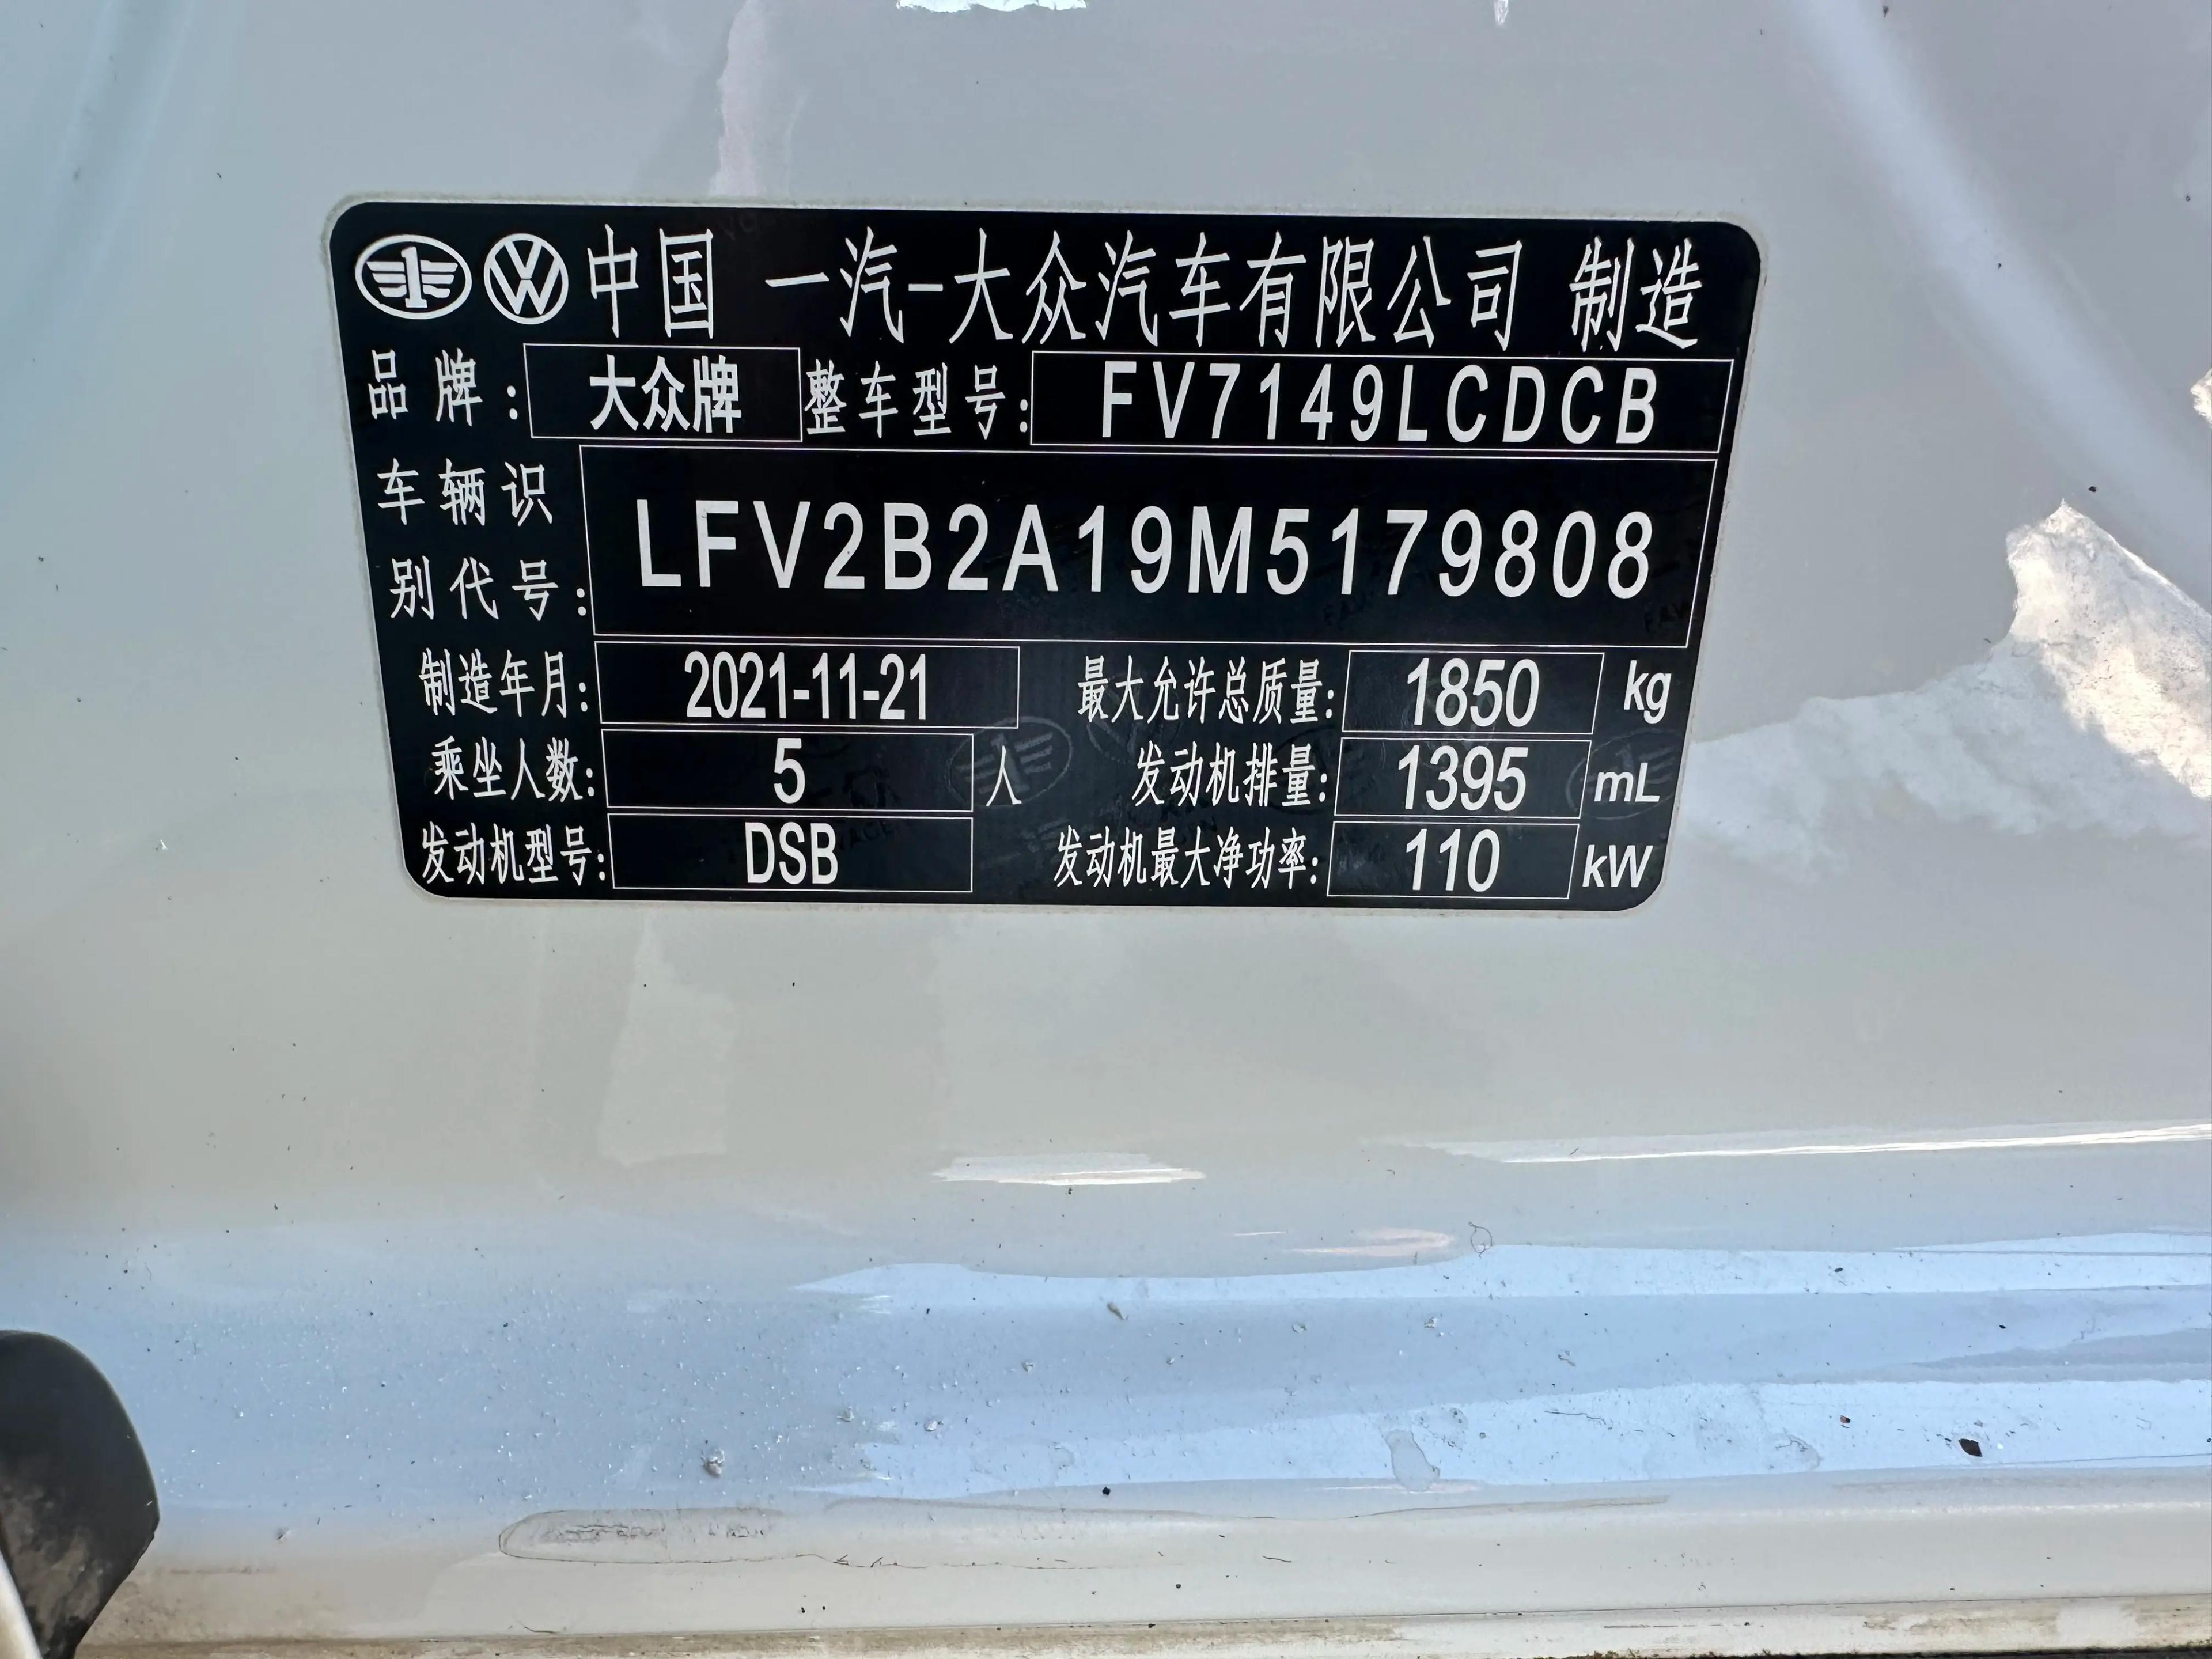 中国 一汽-大众汽车有限公司 制造
品牌: 大众牌 整车型号: FV7149LCDCB
车辆识别代号: LFV2B2A19M5179808
制造年月: 2021-11-21 最大允许总质量: 1850 kg
乘坐人数: 5 人 发动机排量: 1395 mL
发动机型号: DSB 发动机最大净功率: 110 kW